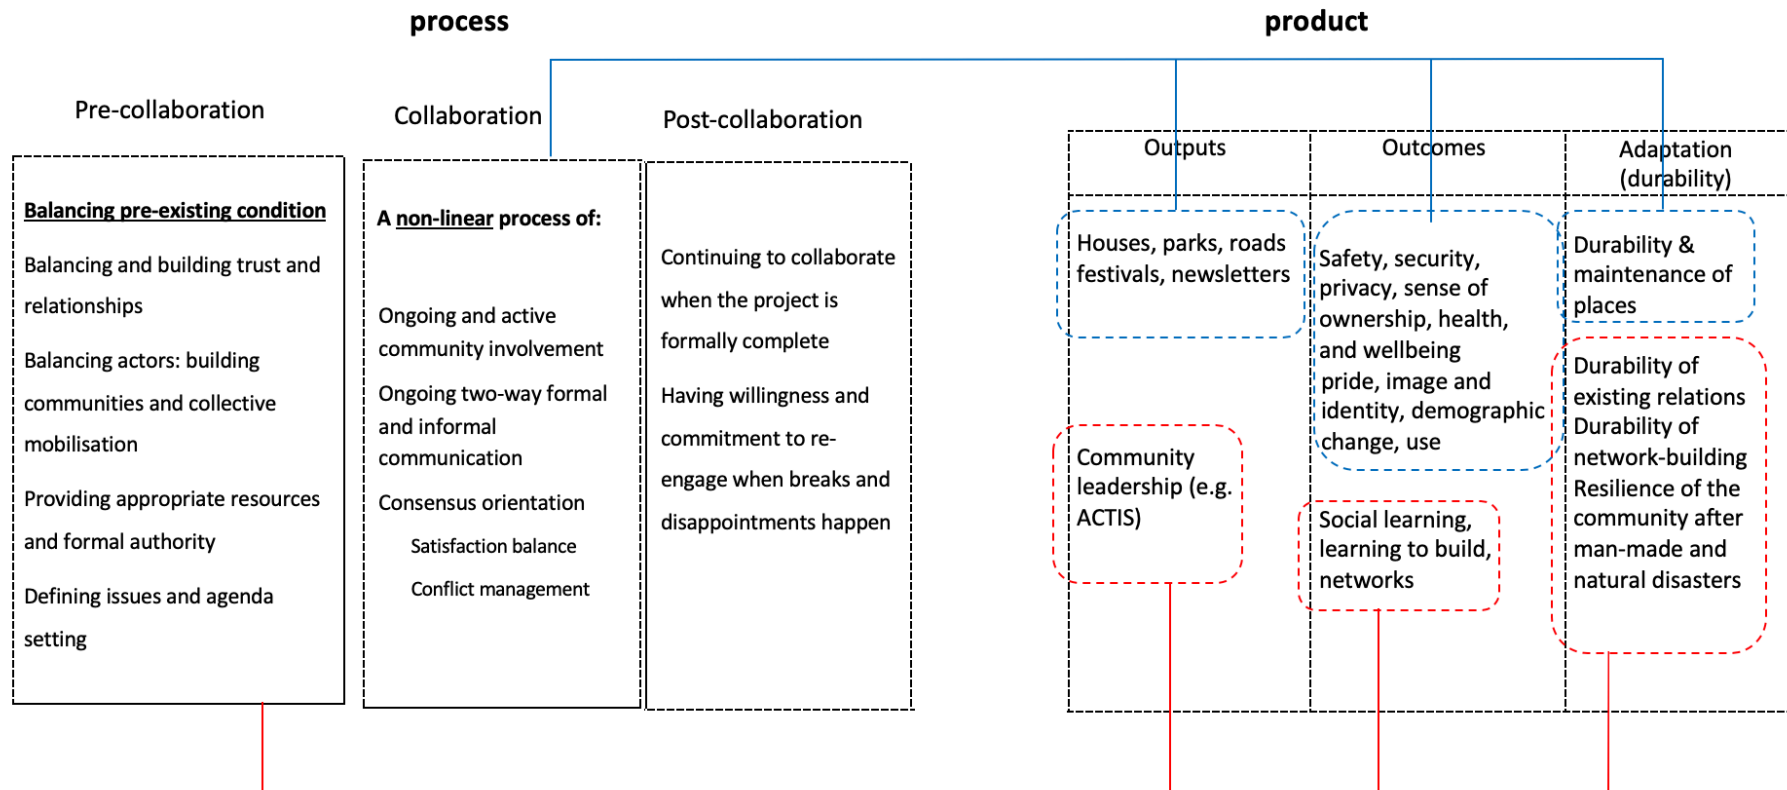 process
product
Pre-collaboration
Collaboration
Post-collaboration
Balancing pre-existing condition
Balancing and building trust and
relationships
Balancing actors: building
communities and collective
mobilisation
Providing appropriate resources
and formal authority
Defining issues and agenda
setting
A non-linear process of:
Ongoing and active
community involvement
Ongoing two-way formal
and informal
communication
Consensus orientation
Satisfaction balance
Conflict management
Continuing to collaborate
when the project is
formally complete
Having willingness and
commitment to re-
engage when breaks and
disappointments happen
Outputs
Houses, parks, roads
festivals, newsletters
Community
leadership (e.g.
ACTIS)
Outcomes
Safety, security,
privacy, sense of
ownership, health,
and wellbeing
pride, image and
identity, demographic
change, use
Social learning,
learning to build,
networks
Adaptation
(durability)
Durability &
maintenance of
places
Durability of
existing relations
Durability of
network-building
Resilience of the
community after
man-made and
natural disasters